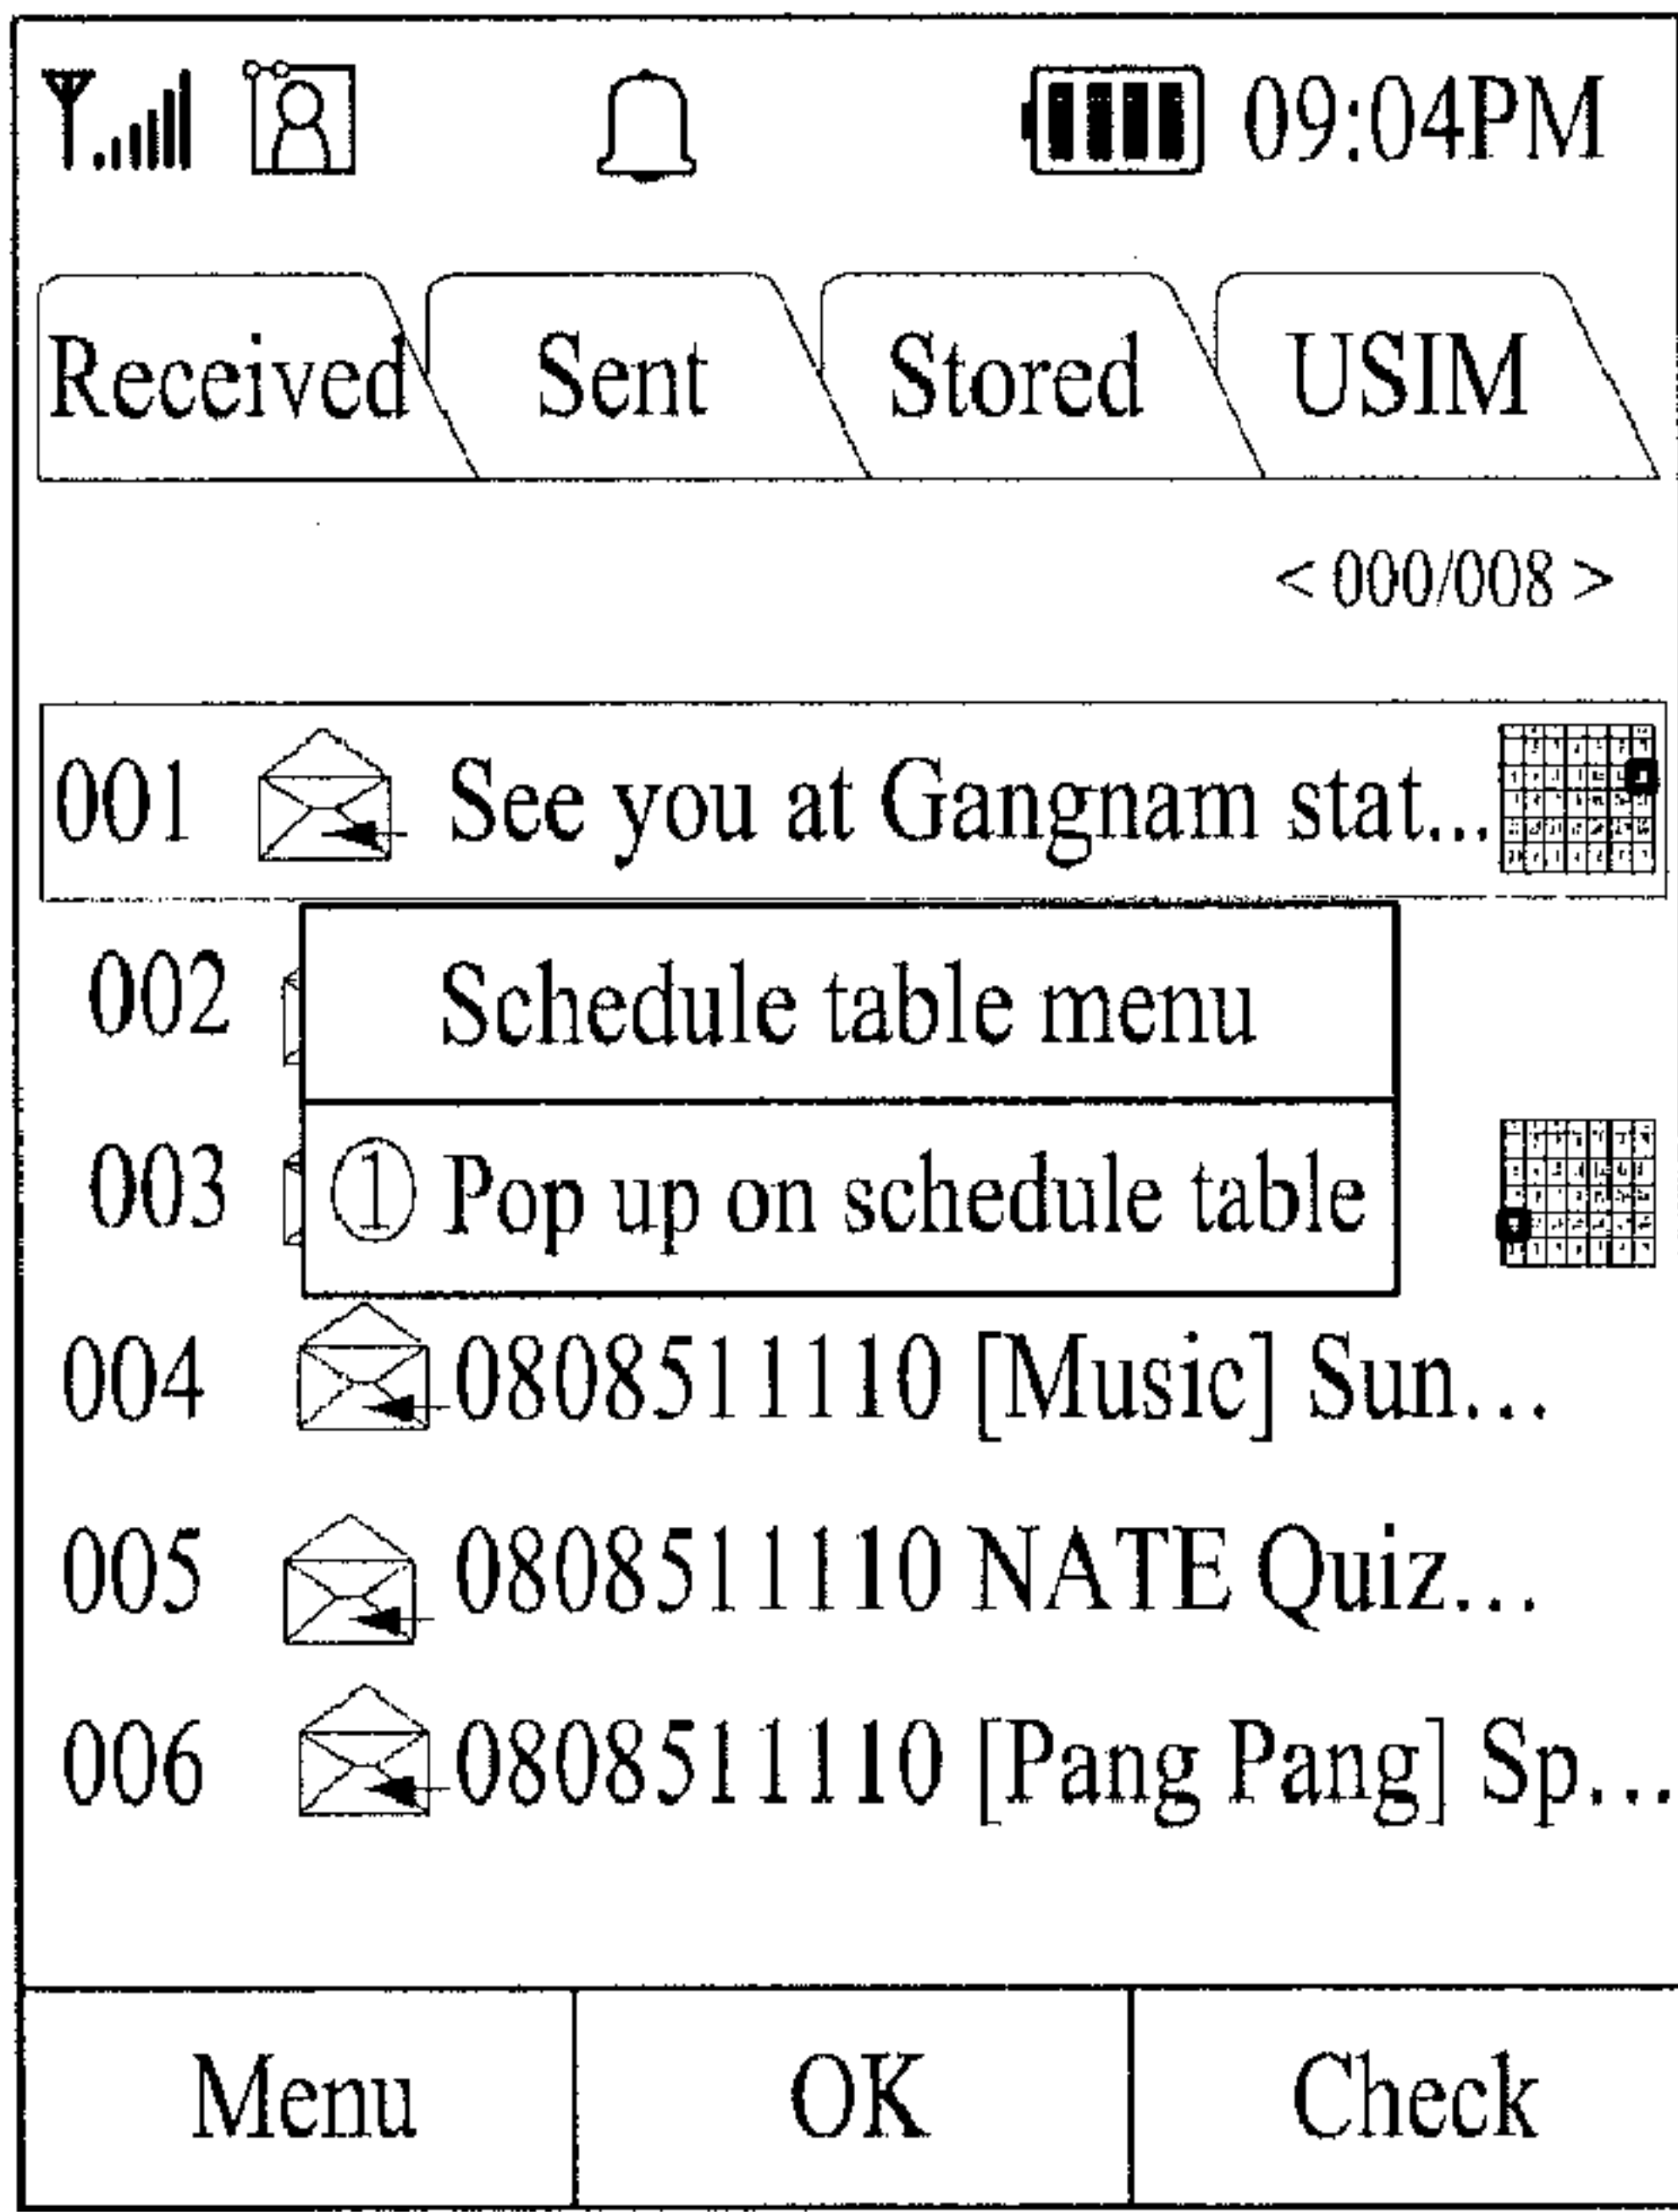 09:04PM
Received Sent Stored USIM
< 000/008 >
001 See you at Gangnam stat...
002
Schedule table menu
003
① Pop up on schedule table
004 0808511110 [Music] Sun...
005 0808511110 NATE Quiz...
006 0808511110 [Pang Pang] Sp...
Menu OK Check